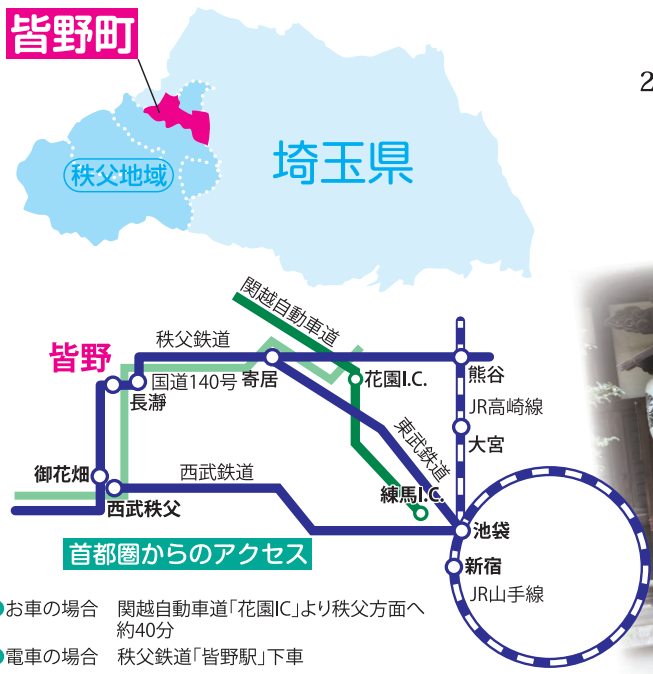 皆野町
2
秩父地域
埼玉県
関越自動車道
秩父鉄道
皆野
国道140号
寄居
花園I.C.
熊谷
長瀞
JR高崎線
大宮
東武鉄道
御花畑
西武鉄道
練馬I.C.
西武秩父
池袋
首都圏からのアクセス
新宿
JR山手線
●お車の場合 関越自動車道「花園IC」より秩父方面へ
約40分
●電車の場合 秩父鉄道「皆野駅」下車